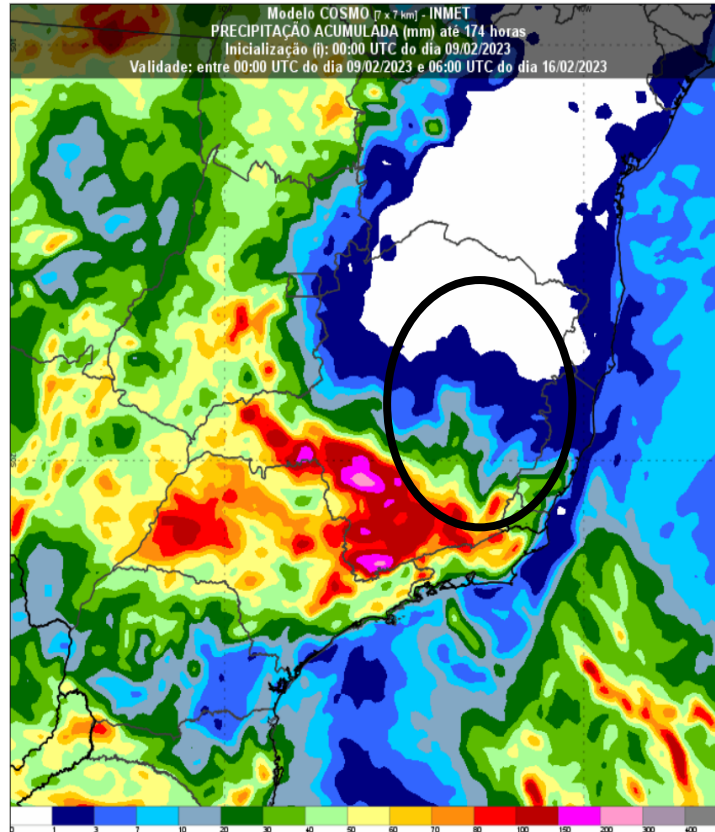 Modelo COSMO [7 x 7 km] - INMET
PRECIPITAÇÃO ACUMULADA (mm) até 174 horas
Inicialização (i): 00:00 UTC do dia 09/02/2023
Validade: entre 00:00 UTC do dia 09/02/2023 e 06:00 UTC do dia 16/02/2023
0 1 3 7 10 20 30 40 50 60 70 80 100 150 200 300 400